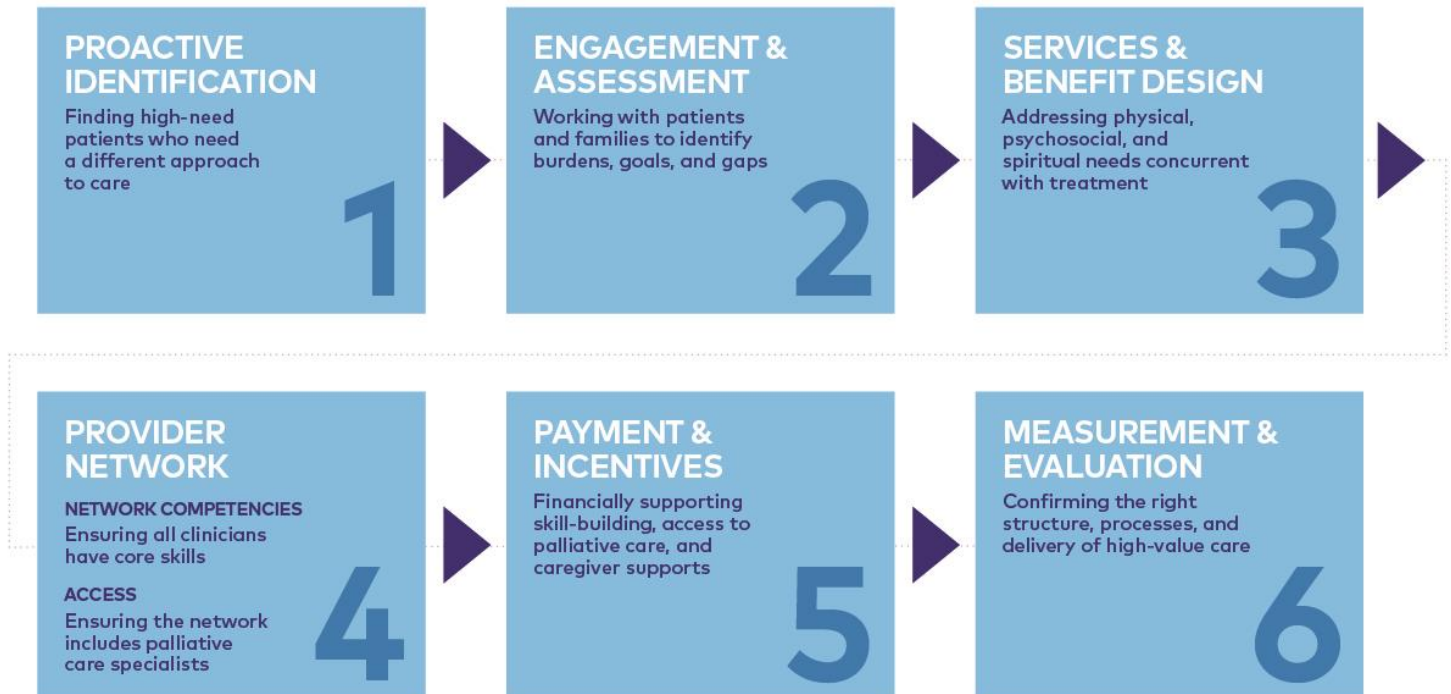 PROACTIVE
IDENTIFICATION
Finding high-need
patients who need
a different approach
to care
1
ENGAGEMENT &
ASSESSMENT
Working with patients
and families to identify
burdens, goals, and gaps
2
SERVICES &
BENEFIT DESIGN
Addressing physical,
psychosocial, and
spiritual needs concurrent
with treatment
3
PROVIDER
NETWORK
NETWORK COMPETENCIES
Ensuring all clinicians
have core skills
ACCESS
Ensuring the network
includes palliative
care specialists
4
PAYMENT &
INCENTIVES
Financially supporting
skill-building, access to
palliative care, and
caregiver supports
5
MEASUREMENT &
EVALUATION
Confirming the right
structure, processes, and
delivery of high-value care
6